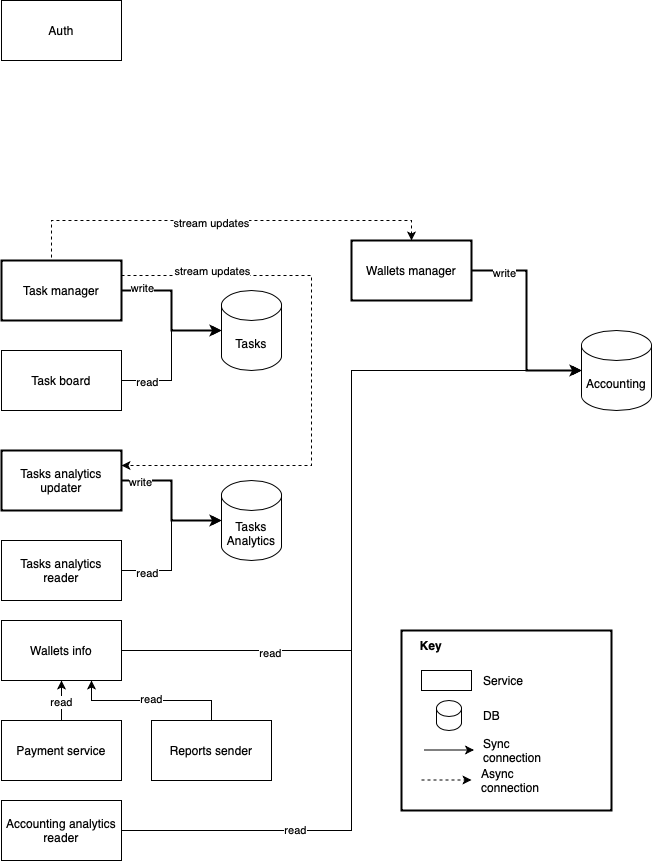 Auth
stream updates
Wallets manager
stream updates
Task manager
write
write
Tasks
Task board
read
Accounting
Tasks analytics
updater
write
Tasks
Analytics
Tasks analytics
reader
read
Wallets info
read
Key
Service
read
read
DB
Payment service
Reports sender
Sync
connection
Async
connection
Accounting analytics
reader
read